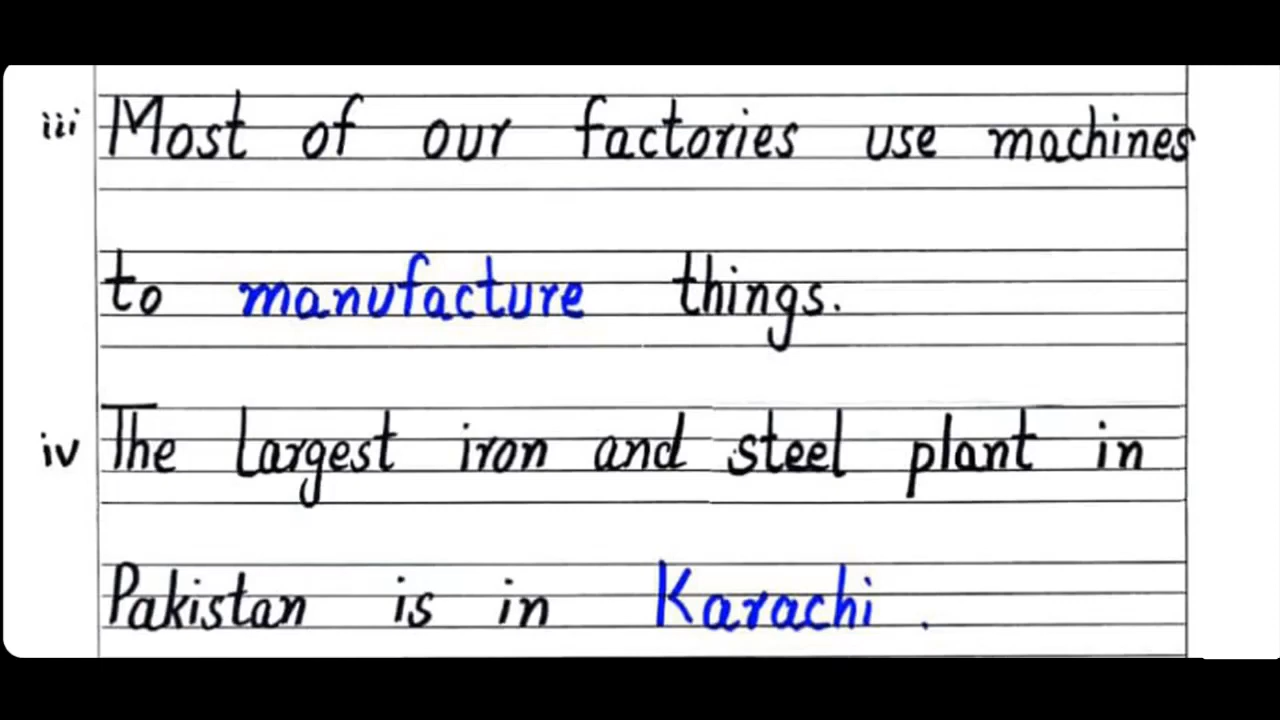 iii Most of our factories use machines
to manufacture things.
iv The largest iron and steel plant in
Pakistan is in Karachi .